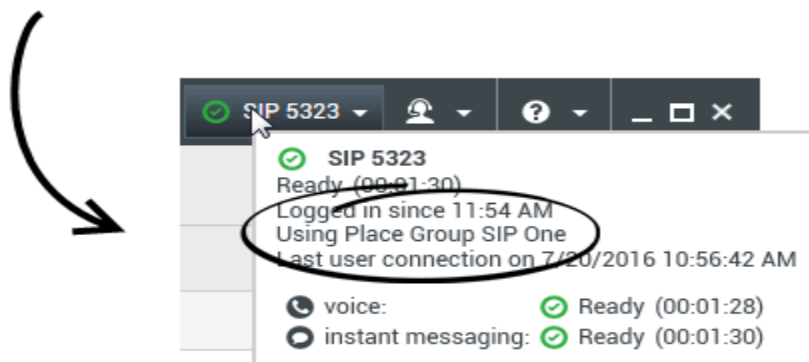 SIP 5323
SIP 5323
Ready (00:01:30)
Logged in since 11:54 AM
Using Place Group SIP One
Last user connection on 7/20/2016 10:56:42 AM
voice: Ready (00:01:28)
instant messaging: Ready (00:01:30)